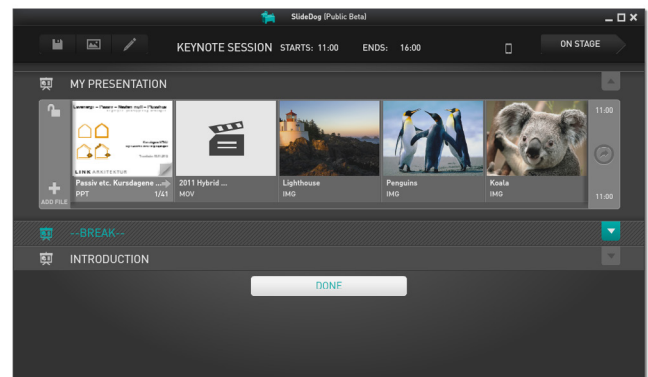 SlideDog (Public Beta)
KEYNOTE SESSION STARTS: 11:00 ENDS: 16:00
ON STAGE
MY PRESENTATION
11:00
LINK ARKITEKTUR
Passiv etc. Kursdagene ...
PPT 1/41
2011 Hybrid ...
MOV
Lighthouse
IMG
Penguins
IMG
Koala
IMG
ADD FILE
11:00
--BREAK--
INTRODUCTION
DONE